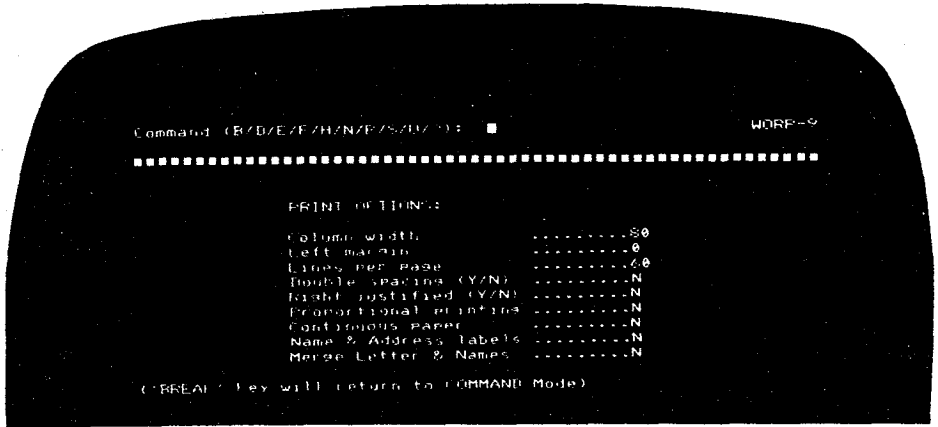 Command (B/D/E/F/H/N/P/S/U/?): WORP-9
PRINT OPTIONS:
Column width .........80
Left margin .........0
Lines per page .........60
Double spacing (Y/N) .........N
Right justified (Y/N) .........N
Proportional printing .........N
Continuous paper .........N
Name & Address labels .........N
Merge Letter & Names .........N
('BREAK' key will return to COMMAND Mode)